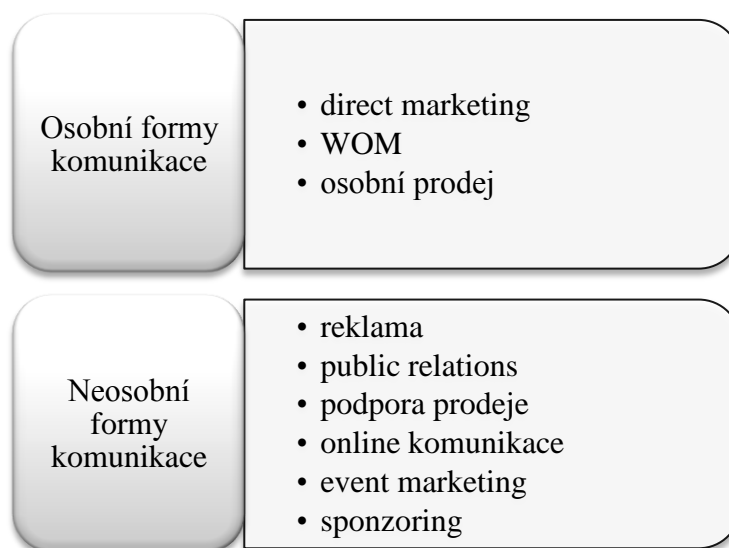 Osobní formy
komunikace
• direct marketing
• WOM
• osobní prodej
Neosobní
formy
komunikace
• reklama
• public relations
• podpora prodeje
• online komunikace
• event marketing
• sponzoring